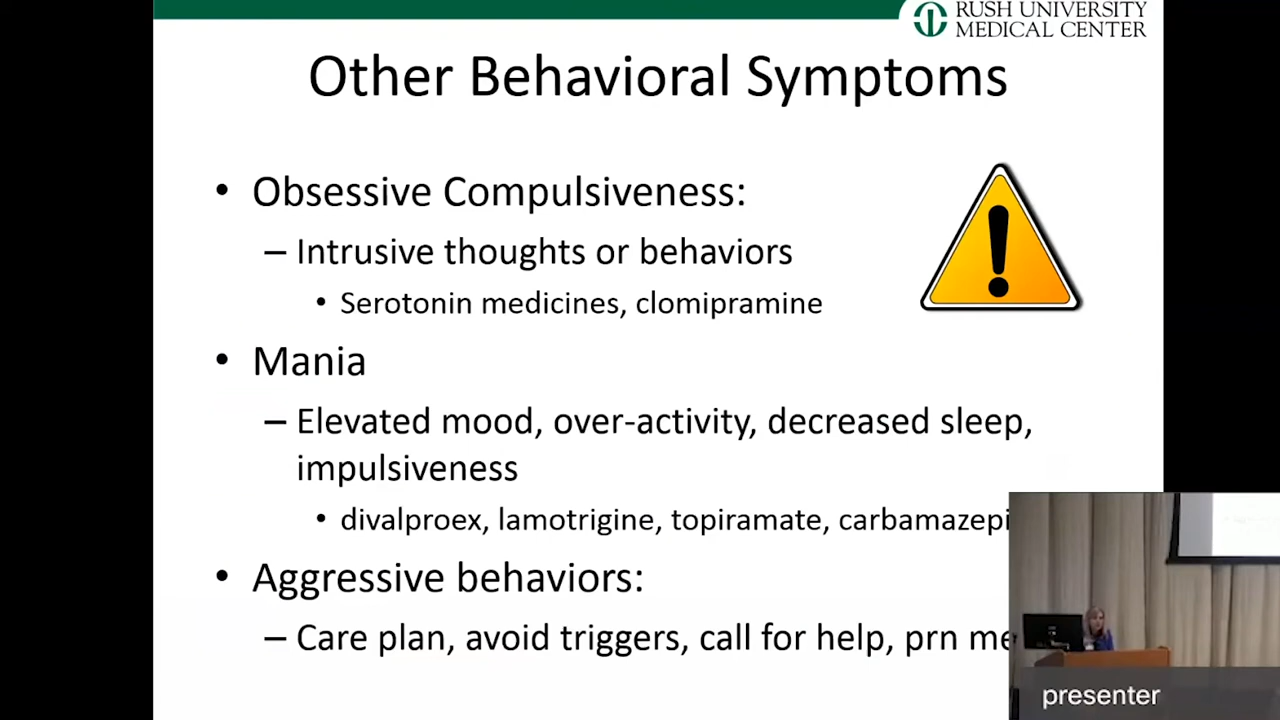 RUSH UNIVERSITY
MEDICAL CENTER
Other Behavioral Symptoms
• Obsessive Compulsiveness:
– Intrusive thoughts or behaviors
• Serotonin medicines, clomipramine
• Mania
– Elevated mood, over-activity, decreased sleep,
impulsiveness
• divalproex, lamotrigine, topiramate, carbamazepi
• Aggressive behaviors:
– Care plan, avoid triggers, call for help, prn me
presenter